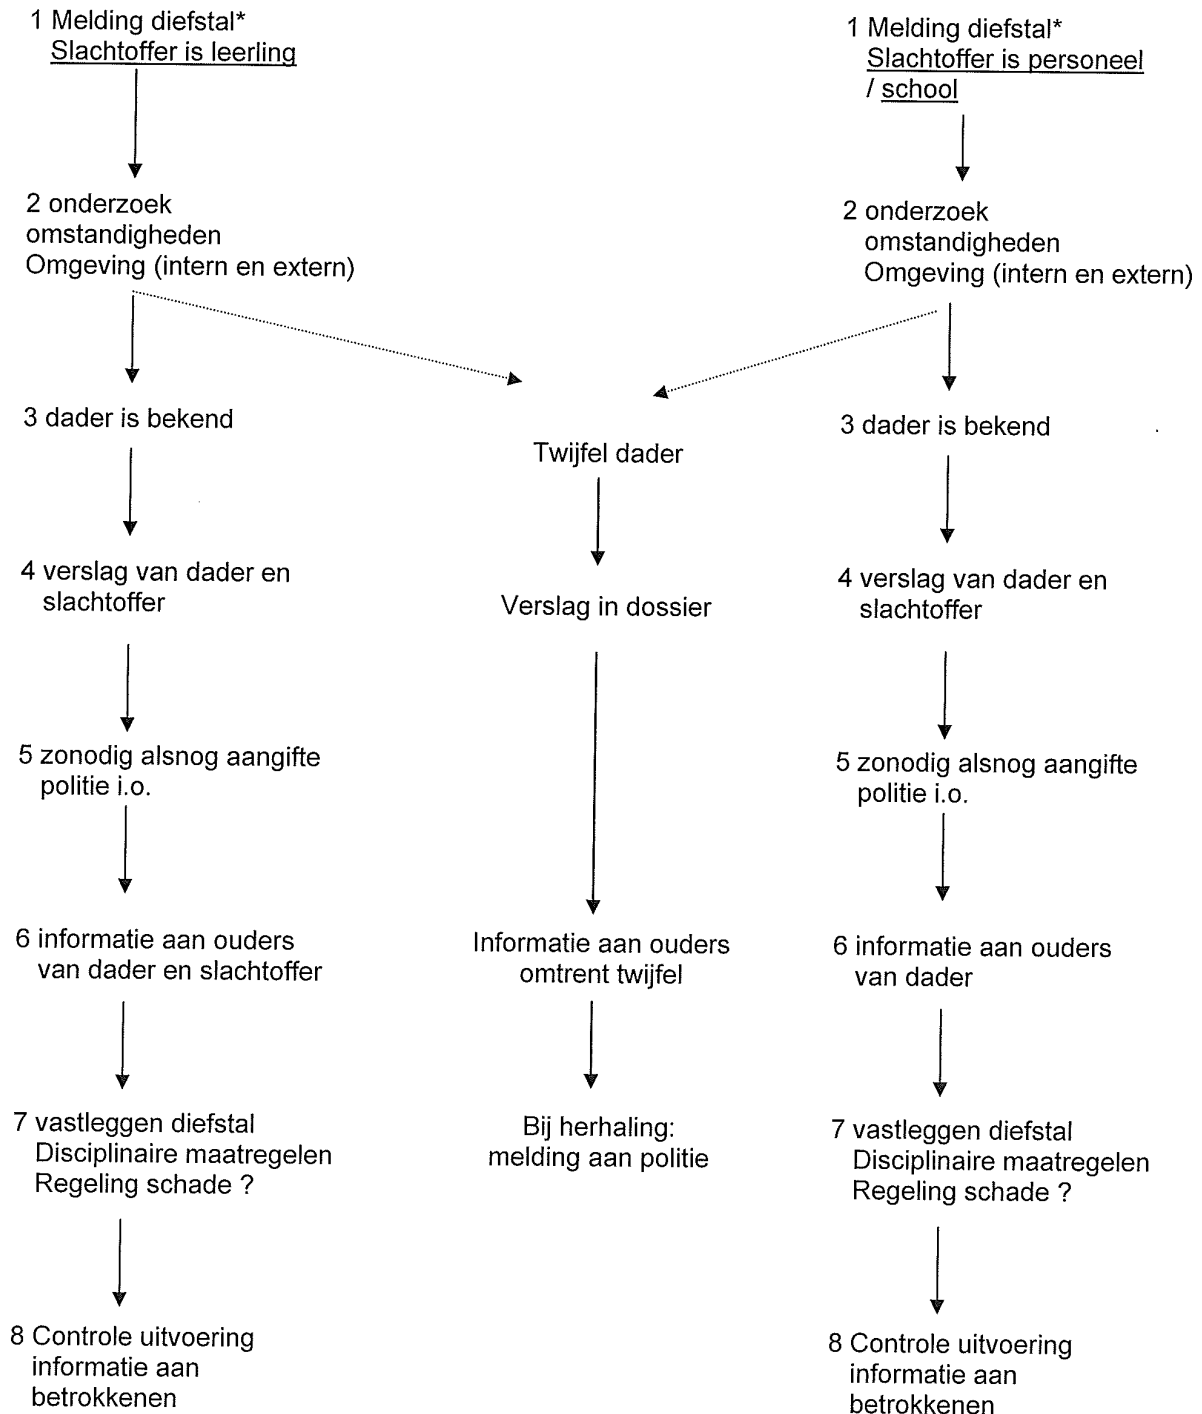 1 Melding diefstal*
Slachtoffer is leerling
2 onderzoek
omstandigheden
Omgeving (intern en extern)
3 dader is bekend
4 verslag van dader en
slachtoffer
5 zonodig alsnog aangifte
politie i.o.
6 informatie aan ouders
van dader en slachtoffer
7 vastleggen diefstal
Disciplinaire maatregelen
Regeling schade ?
8 Controle uitvoering
informatie aan
betrokkenen
Twijfel dader
Verslag in dossier
Informatie aan ouders
omtrent twijfel
Bij herhaling:
melding aan politie
1 Melding diefstal*
Slachtoffer is personeel
/ school
2 onderzoek
omstandigheden
Omgeving (intern en extern)
3 dader is bekend
4 verslag van dader en
slachtoffer
5 zonodig alsnog aangifte
politie i.o.
6 informatie aan ouders
van dader
7 vastleggen diefstal
Disciplinaire maatregelen
Regeling schade ?
8 Controle uitvoering
informatie aan
betrokkenen